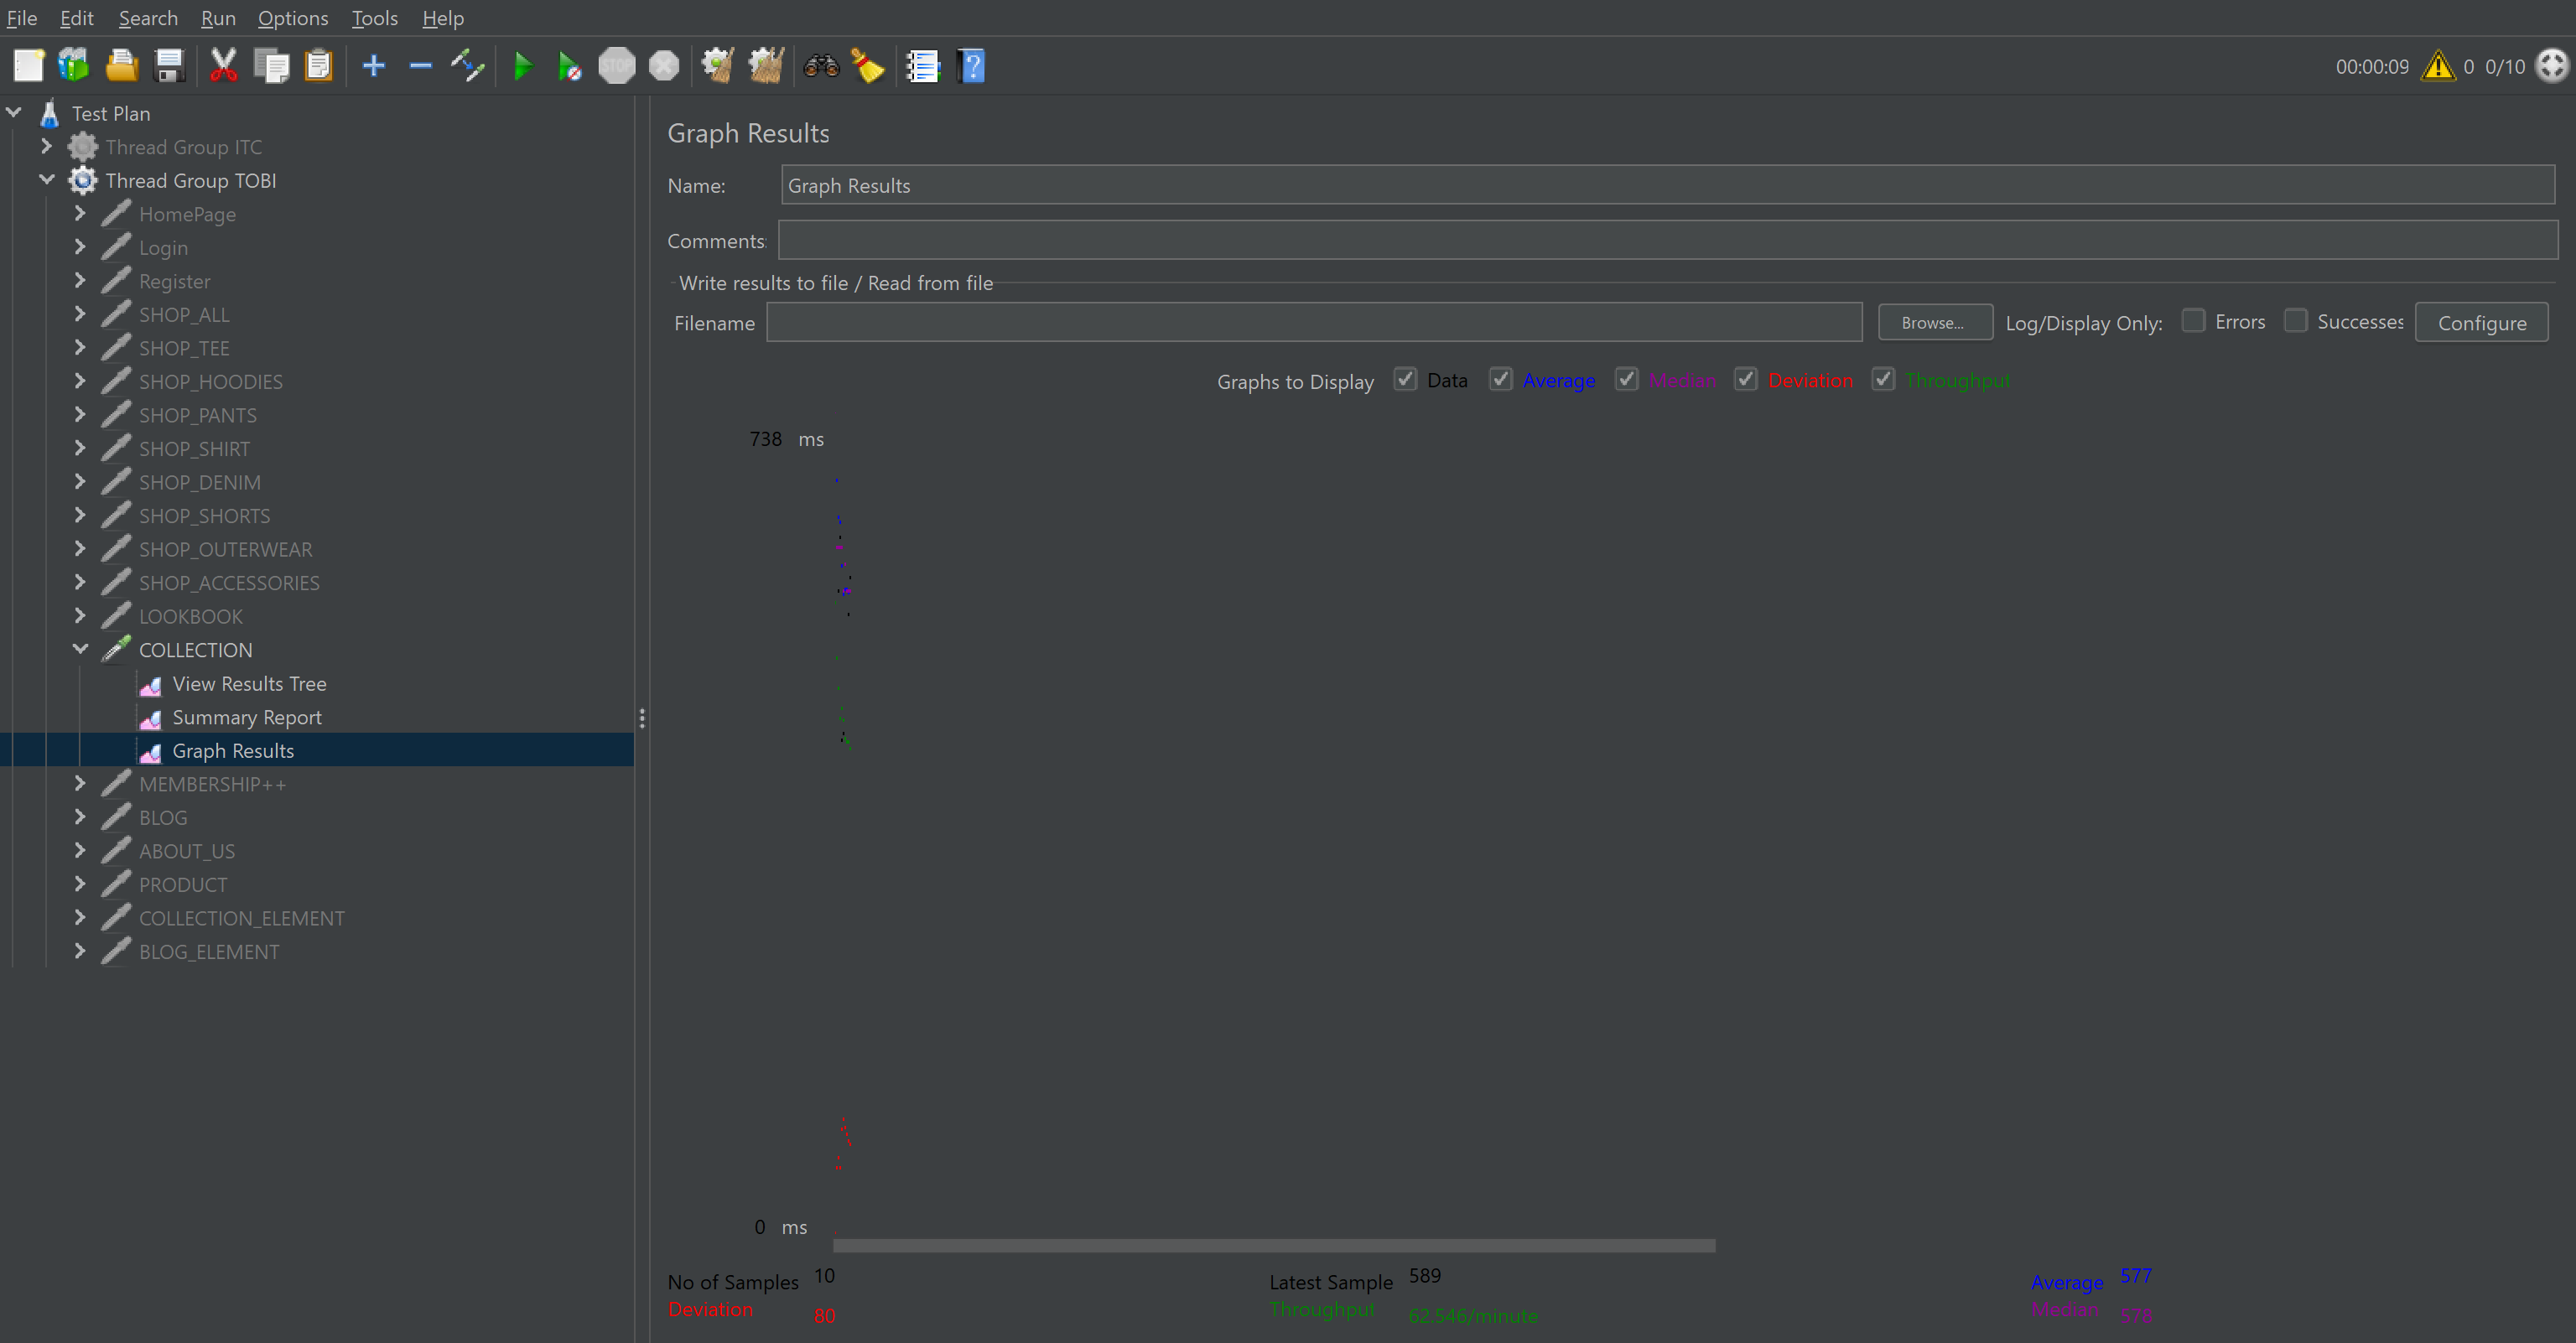 File Edit Search Run Options Tools Help
STOP
00:00:09 0 0/10
Test Plan
Thread Group ITC
Thread Group TOBI
HomePage
Login
Register
SHOP_ALL
SHOP_TEE
SHOP_HOODIES
SHOP_PANTS
SHOP_SHIRT
SHOP_DENIM
SHOP_SHORTS
SHOP_OUTERWEAR
SHOP_ACCESSORIES
LOOKBOOK
COLLECTION
View Results Tree
Summary Report
Graph Results
MEMBERSHIP++
BLOG
ABOUT_US
PRODUCT
COLLECTION_ELEMENT
BLOG_ELEMENT
Graph Results
Name: Graph Results
Comments:
Write results to file / Read from file
Filename Browse... Log/Display Only: Errors Successes Configure
Graphs to Display Data Average Median Deviation Throughput
738 ms
0 ms
No of Samples 10 Latest Sample 589 Average 577
Deviation 80 Throughput 62.546/minute Median 578